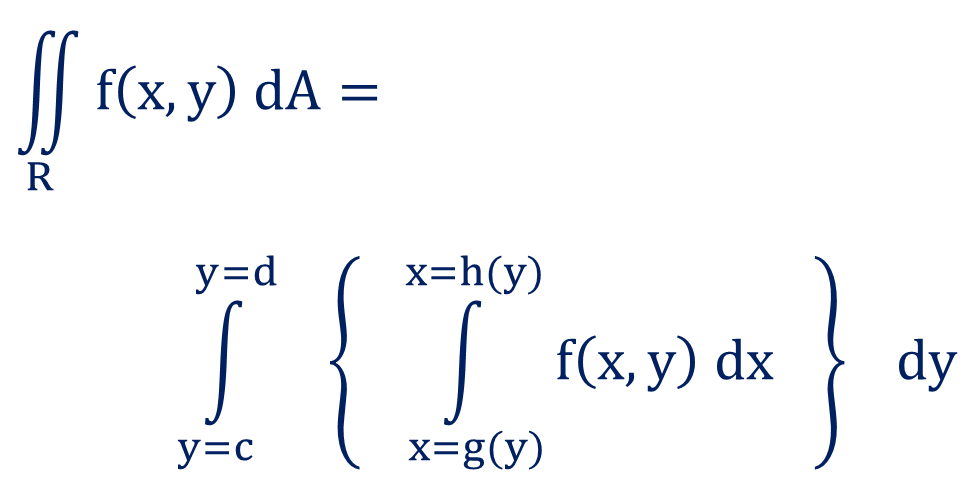 ∬ f(x, y) dA =
R
y=d x=h(y)
∫ { ∫ f(x, y) dx } dy
y=c x=g(y)